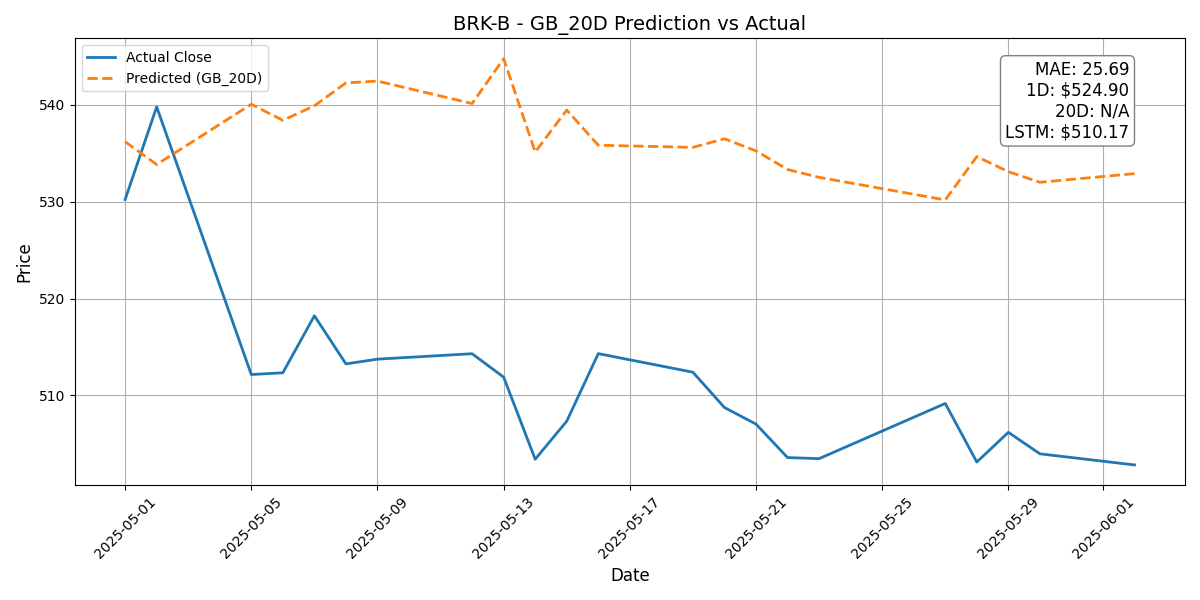 BRK-B - GB_20D Prediction vs Actual
Actual Close
Predicted (GB_20D)
MAE: 25.69
1D: $524.90
20D: N/A
LSTM: $510.17
Price
540
530
520
510
2025-05-01
2025-05-05
2025-05-09
2025-05-13
2025-05-17
2025-05-21
2025-05-25
2025-05-29
2025-06-01
Date